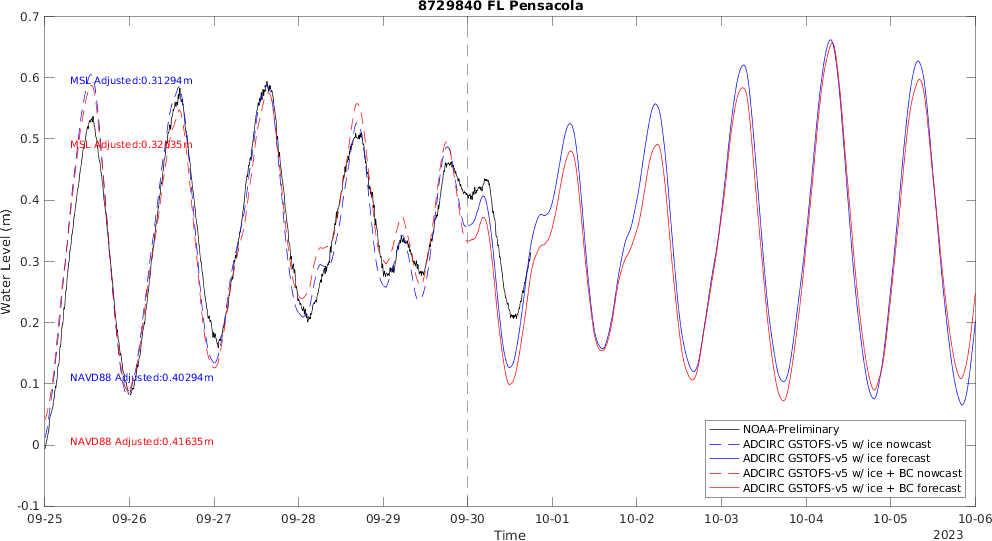 8729840 FL Pensacola
Water Level (m)
0.7
0.6
0.5
0.4
0.3
0.2
0.1
0
-0.1
MSL Adjusted:0.31294m
MSL Adjusted:0.32635m
NAVD88 Adjusted:0.40294m
NAVD88 Adjusted:0.41635m
NOAA-Preliminary
ADCIRC GSTOFS-v5 w/ ice nowcast
ADCIRC GSTOFS-v5 w/ ice forecast
ADCIRC GSTOFS-v5 w/ ice + BC nowcast
ADCIRC GSTOFS-v5 w/ ice + BC forecast
09-25 09-26 09-27 09-28 09-29 09-30 10-01 10-02 10-03 10-04 10-05 10-06
Time
2023